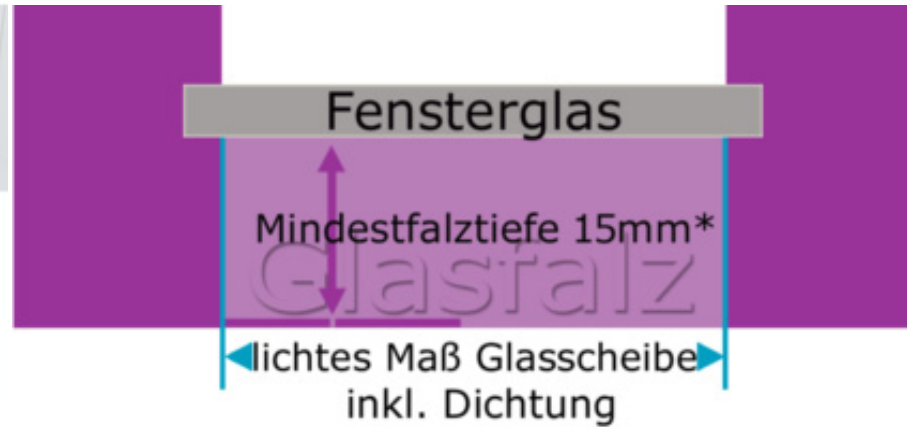 Fensterglas
Mindestfalztiefe 15mm*
Glasfalz
lichtes Maß Glasscheibe
inkl. Dichtung